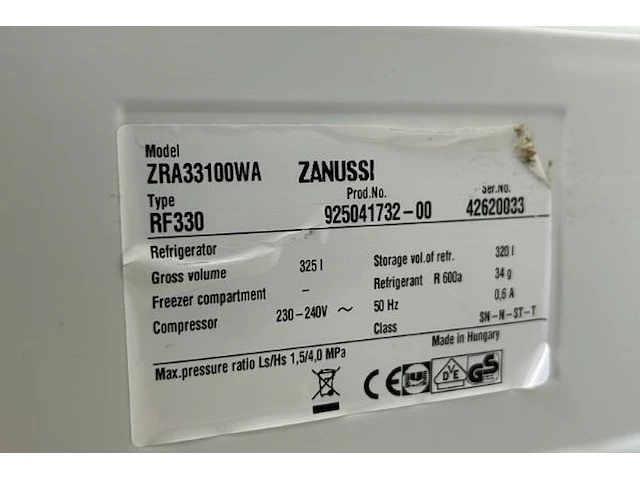 Model
ZRA33100WA ZANUSSI
Type Prod.No. Ser.No.
RF330 925041732-00 42620033
Refrigerator
Gross volume 325 l Storage vol. of refr. 320 l
Freezer compartment - Refrigerant R 600a 34 g
Compressor 230-240V ~ 50 Hz 0,6 A
Class SN-N-ST-T
Max.pressure ratio Ls/Hs 1,5/4,0 MPa Made in Hungary
CE VDE GS